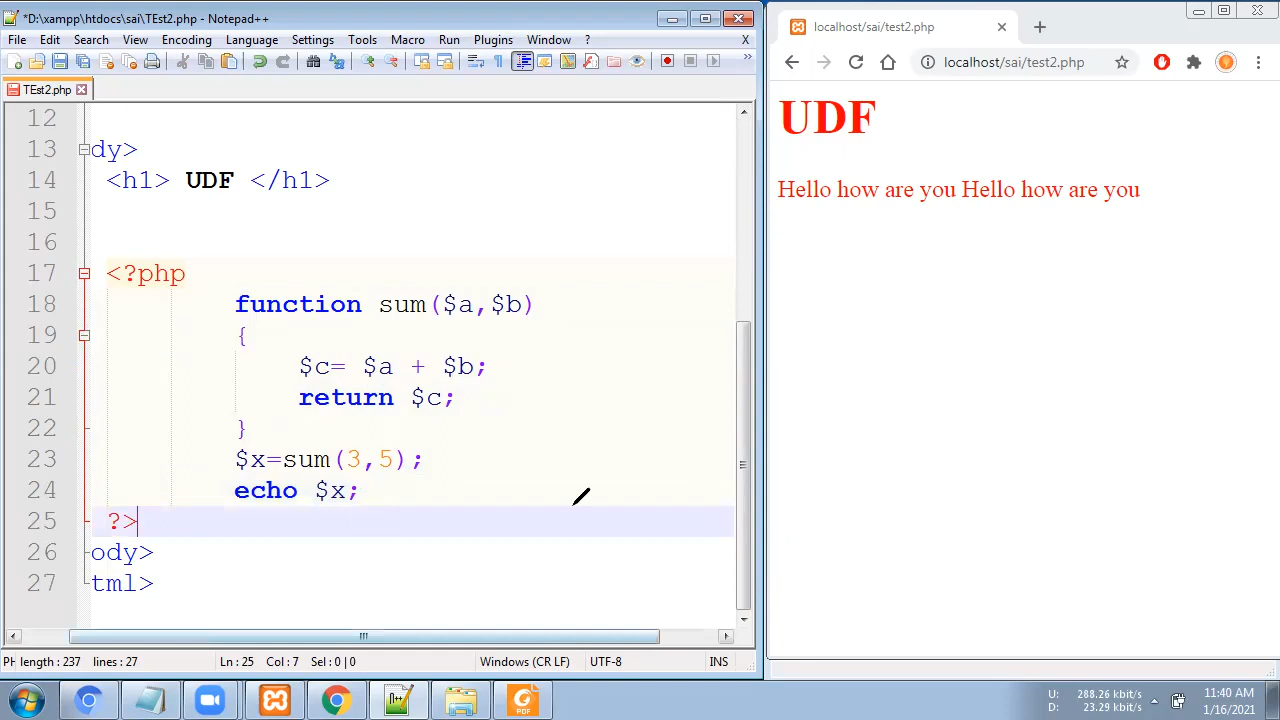 *D:\xampp\htdocs\sai\TEst2.php - Notepad++
File Edit Search View Encoding Language Settings Tools Macro Run Plugins Window ? X
TEst2.php
12
13 dy>
14 <h1> UDF </h1>
15
16
17 <?php
18 function sum($a,$b)
19 {
20 $c= $a + $b;
21 return $c;
22 }
23 $x=sum(3,5);
24 echo $x;
25 ?>
26 ody>
27 tml>
PH length : 237 lines : 27 Ln : 25 Col : 7 Sel : 0 | 0 Windows (CR LF) UTF-8 INS
localhost/sai/test2.php
localhost/sai/test2.php
UDF
Hello how are you Hello how are you
PDF
U: 288.26 kbit/s
D: 23.29 kbit/s
11:40 AM
1/16/2021